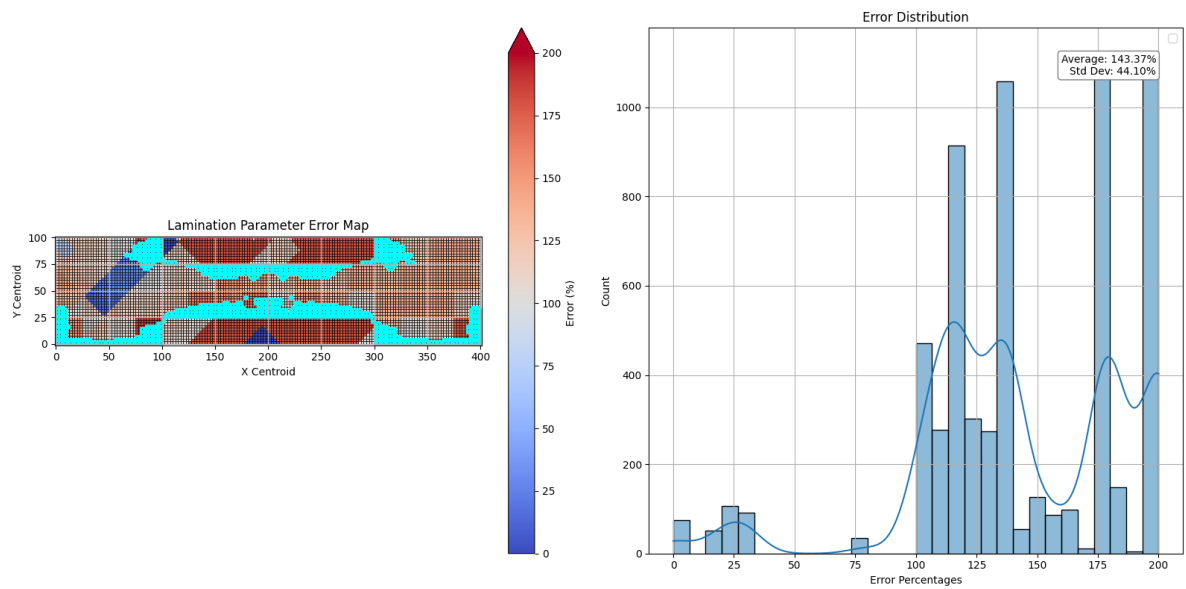 Lamination Parameter Error Map
100
75
50
25
0
Y Centroid
0 50 100 150 200 250 300 350 400
X Centroid
200
175
150
125
100
75
50
25
0
Error (%)
Error Distribution
Average: 143.37%
Std Dev: 44.10%
1000
800
600
400
200
0
Count
0 25 50 75 100 125 150 175 200
Error Percentages